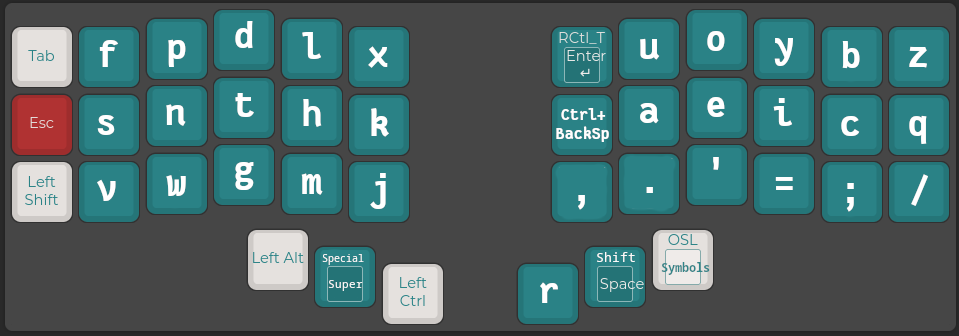 Tab f p d l x RCtl_T u o y b z
Enter
↵
Esc s n t h k Ctrl+ a e i c q
BackSp
Left v w g m j , . ' = ; /
Shift
Left Alt Special Left r Shift OSL
Super Ctrl Space Symbols